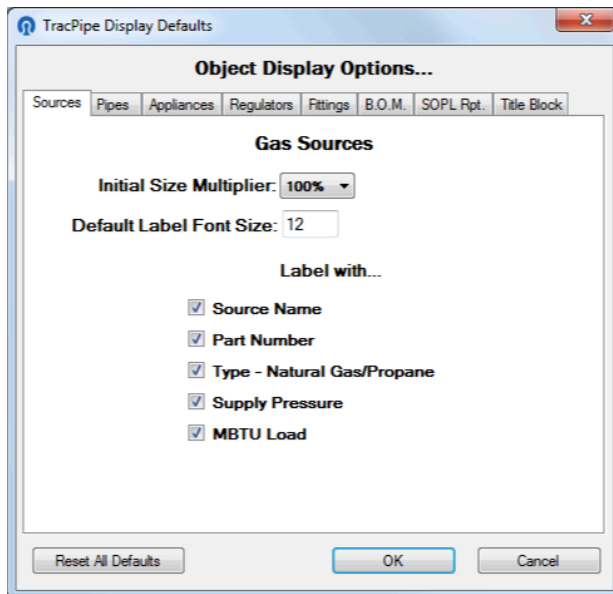 TracPipe Display Defaults
Object Display Options...
Sources Pipes Appliances Regulators Fittings B.O.M. SOPL Rpt. Title Block
Gas Sources
Initial Size Multiplier: 100%
Default Label Font Size: 12
Label with...
Source Name
Part Number
Type - Natural Gas/Propane
Supply Pressure
MBTU Load
Reset All Defaults OK Cancel